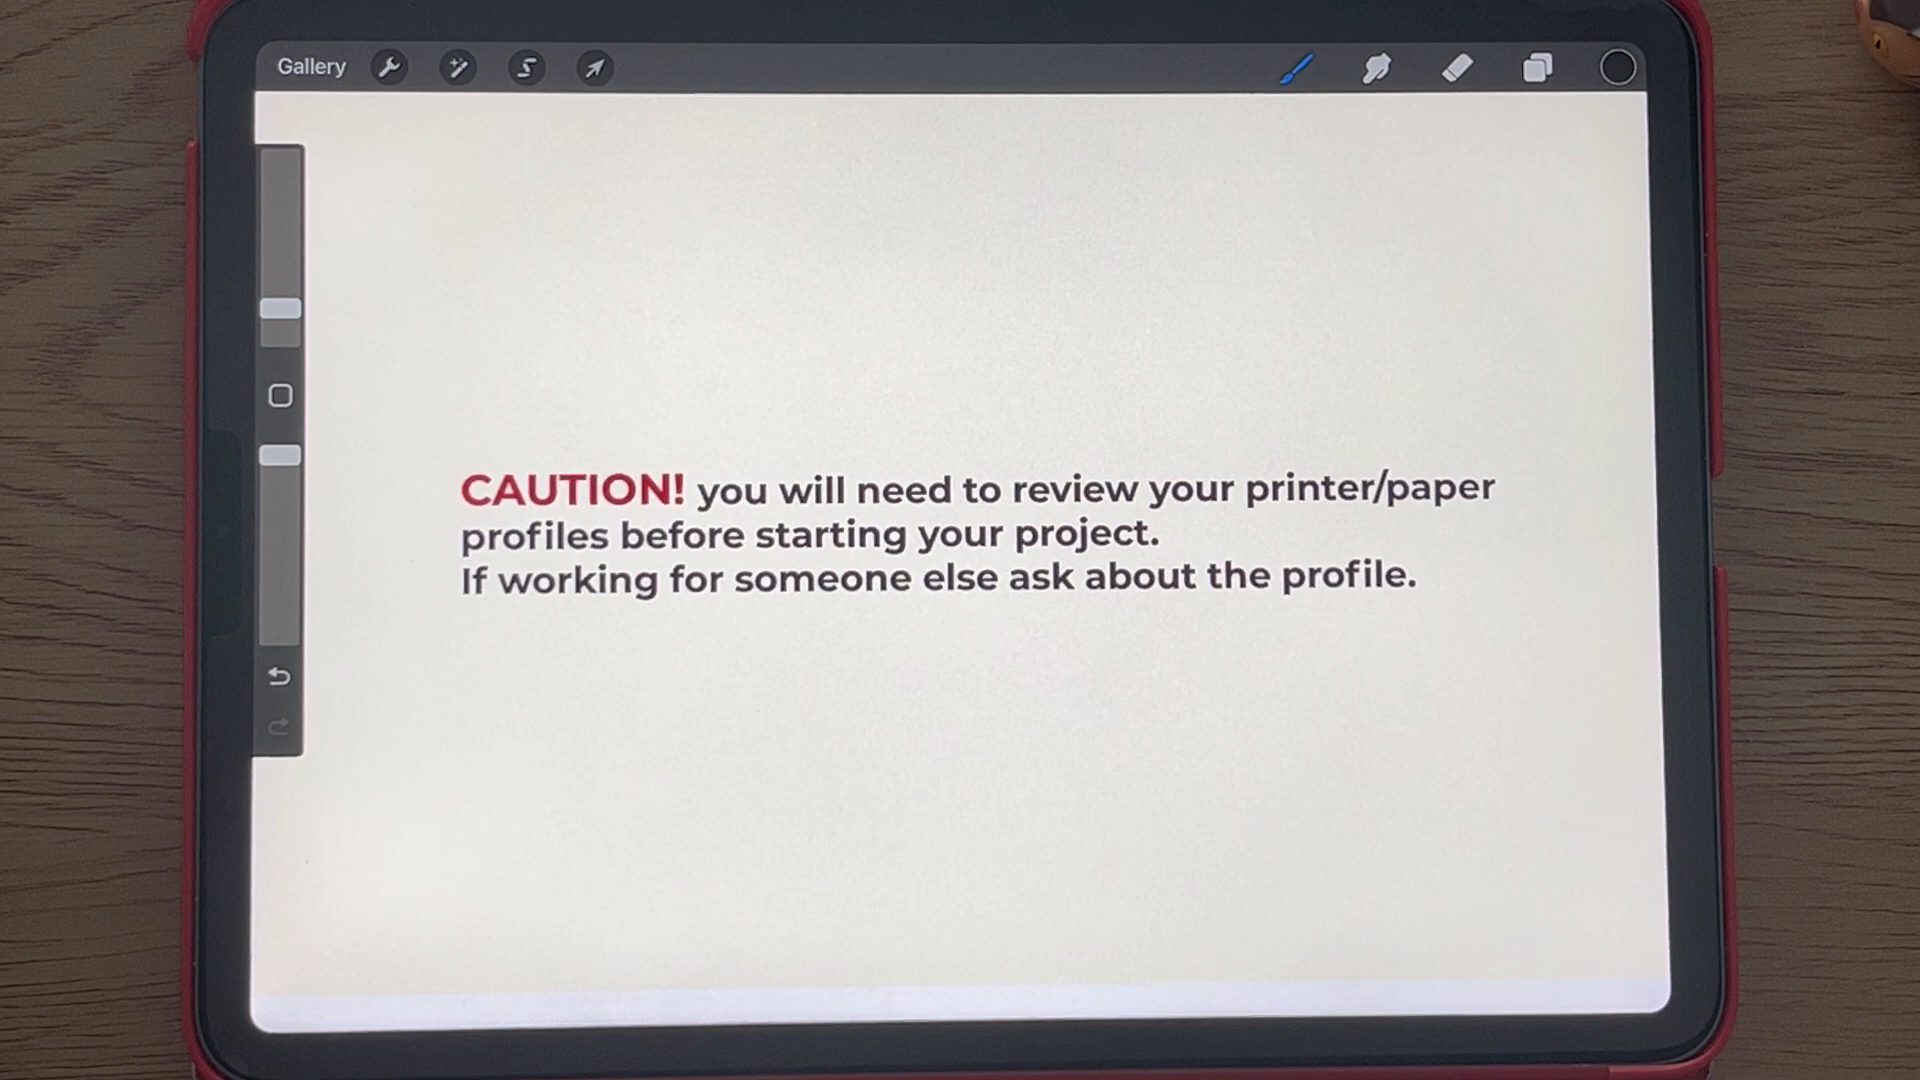 Gallery
CAUTION! you will need to review your printer/paper
profiles before starting your project.
If working for someone else ask about the profile.